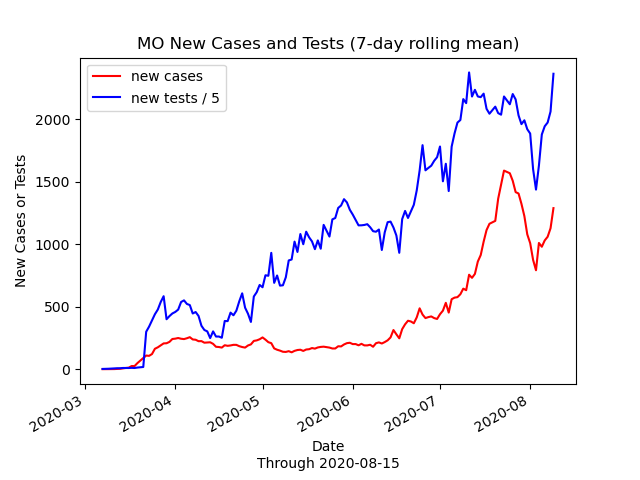 MO New Cases and Tests (7-day rolling mean)
new cases
new tests / 5
New Cases or Tests
2000
1500
1000
500
0
2020-03
2020-04
2020-05
2020-06
2020-07
2020-08
Date
Through 2020-08-15